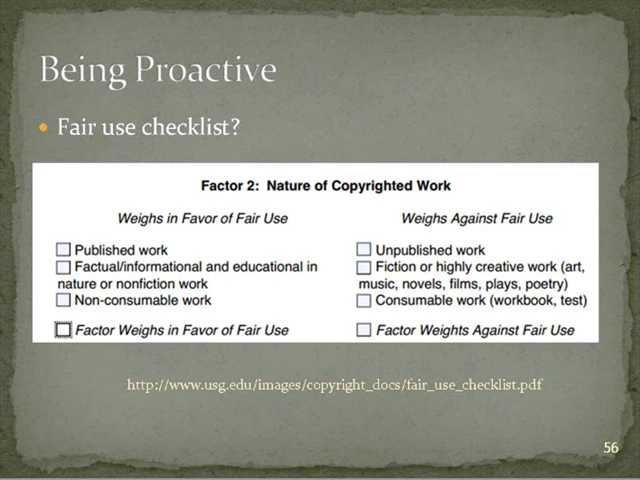 Being Proactive
Fair use checklist?
Factor 2: Nature of Copyrighted Work
Weighs in Favor of Fair Use
Published work
Factual/informational and educational in
nature or nonfiction work
Non-consumable work
Factor Weighs in Favor of Fair Use
Weighs Against Fair Use
Unpublished work
Fiction or highly creative work (art,
music, novels, films, plays, poetry)
Consumable work (workbook, test)
Factor Weights Against Fair Use
http://www.usg.edu/images/copyright_docs/fair_use_checklist.pdf
56